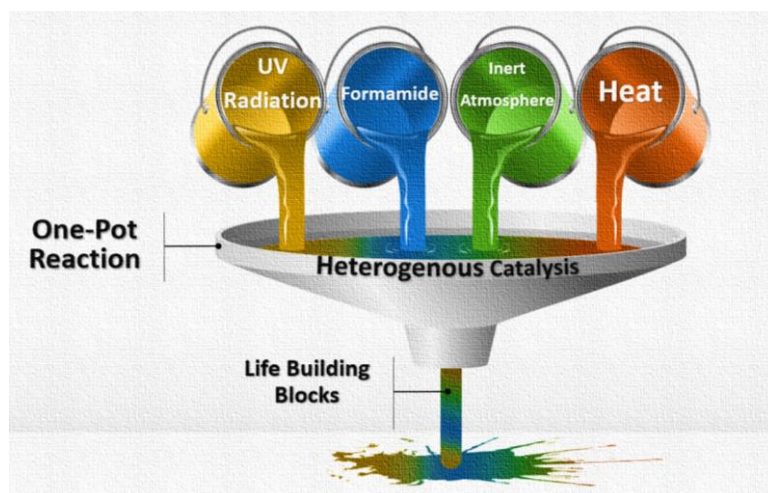 UV
Radiation
Formamide
Inert
Atmosphere
Heat
One-Pot
Reaction
Heterogenous Catalysis
Life Building
Blocks